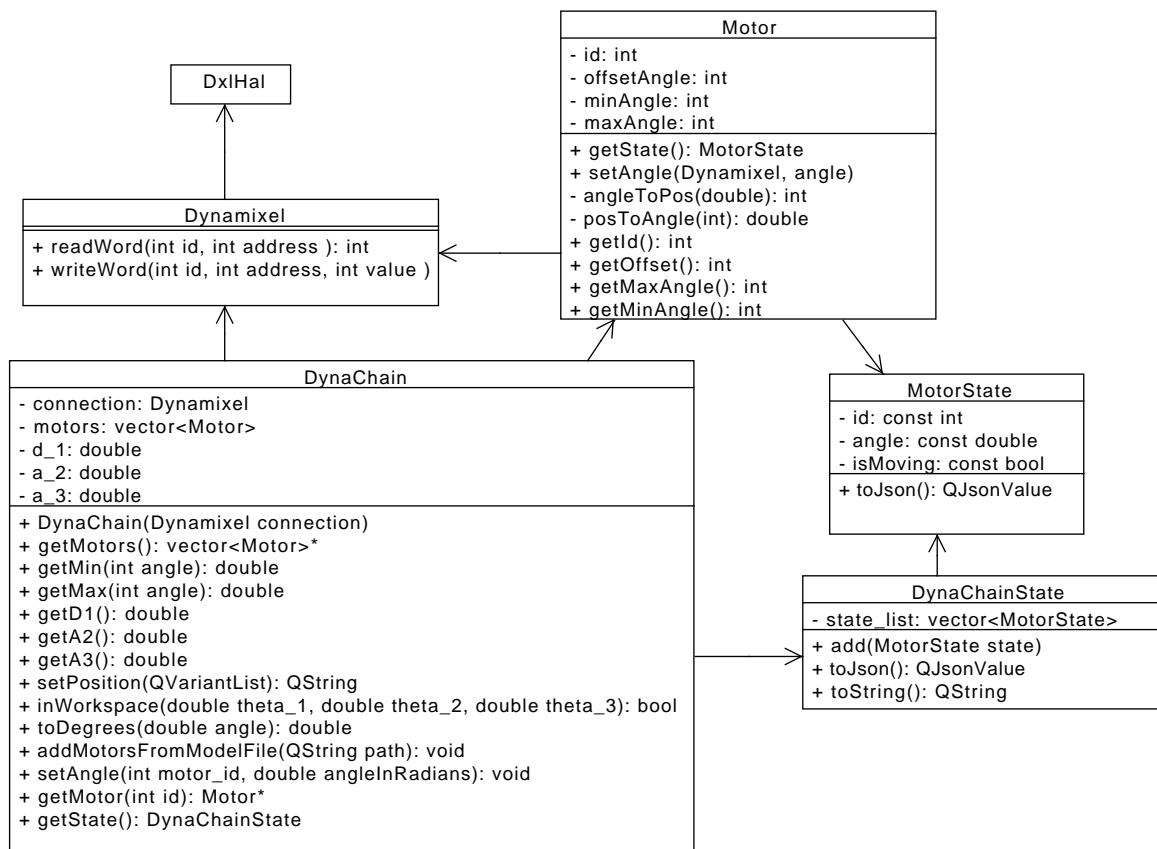 DxlHal
Motor
- id: int
- offsetAngle: int
- minAngle: int
- maxAngle: int
+ getState(): MotorState
+ setAngle(Dynamixel, angle)
- angleToPos(double): int
- posToAngle(int): double
+ getId(): int
+ getOffset(): int
+ getMaxAngle(): int
+ getMinAngle(): int
Dynamixel
+ readWord(int id, int address ): int
+ writeWord(int id, int address, int value )
DynaChain
- connection: Dynamixel
- motors: vector<Motor>
- d_1: double
- a_2: double
- a_3: double
+ DynaChain(Dynamixel connection)
+ getMotors(): vector<Motor>*
+ getMin(int angle): double
+ getMax(int angle): double
+ getD1(): double
+ getA2(): double
+ getA3(): double
+ setPosition(QVariantList): QString
+ inWorkspace(double theta_1, double theta_2, double theta_3): bool
+ toDegrees(double angle): double
+ addMotorsFromModelFile(QString path): void
+ setAngle(int motor_id, double angleInRadians): void
+ getMotor(int id): Motor*
+ getState(): DynaChainState
MotorState
- id: const int
- angle: const double
- isMoving: const bool
+ toJson(): QJsonValue
DynaChainState
- state_list: vector<MotorState>
+ add(MotorState state)
+ toJson(): QJsonValue
+ toString(): QString